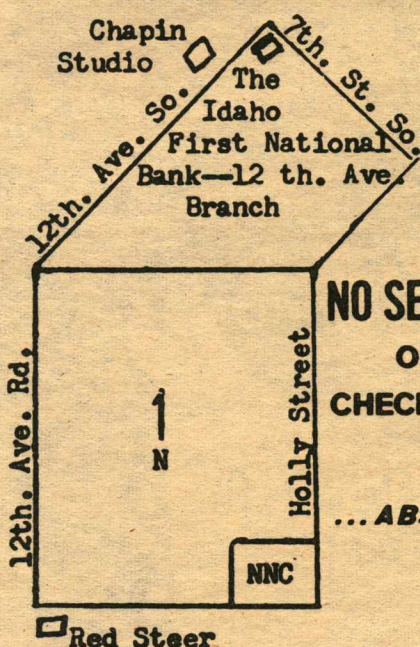 Chapin
Studio
12th. Ave. So.
7th. St. So.
The
Idaho
First National
Bank—12 th. Ave.
Branch
12th. Ave. Rd.
N
Holly Street
NO SE
O
CHEC
... AB
NNC
Red Steer